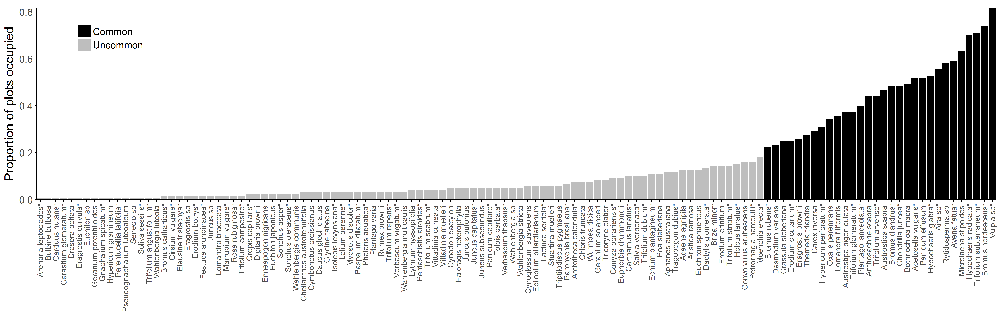 Proportion of plots occupied
0.8
0.6
0.4
0.2
0.0
Common
Uncommon
Arenaria leptoclados*
Bulbine bulbosa
Carduus nutans*
Cerastium glomeratum*
Drosera peltata
Eragrostis curvula*
Euchiton sp
Geranium potentilloides
Gnaphalium spicatum*
Hypericum gramineum
Parentucellia latifolia*
Pseudognaphalium luteoalbum
Senecio sp
Soliva sessilis*
Trifolium angustifolium*
Wahlenbergia luteola
Bromus catharticus*
Cirsium vulgare*
Eleusine tristachya*
Eragrostis sp
Erodium botrys*
Festuca arundinacea*
Juncus sp
Lomandra bracteata
Marrubium vulgare*
Rosa rubiginosa*
Trifolium campestre*
Crepis capillaris*
Digitaria brownii
Enneapogon nigricans
Euchiton japonicus
Sonchus asper*
Sonchus oleraceus*
Wahlenbergia communis
Cheilanthes austrotenuifolia
Cymbonotus preissianus
Daucus glochidiatus
Glycine tabacina
Isolepis levynsiana*
Lolium perenne*
Myosotis discolor*
Paspalum dilatatum*
Phalaris aquatica*
Plantago varia
Rumex brownii
Trifolium repens*
Verbascum virgatum*
Wahlenbergia multicaulis
Lythrum hyssopifolia
Pentaschistis airoides*
Trifolium scabrum*
Vittadinia cuneata
Vittadinia muelleri
Cynodon dactylon
Haloragis heterophylla
Juncus bufonius
Juncus capitatus*
Juncus subsecundus
Panicum capillare*
Tolpis barbata*
Verbascum thapsus*
Wahlenbergia sp
Wahlenbergia stricta
Cynoglossum suaveolens
Epilobium billardierianum
Lactuca serriola*
Stuartina muelleri
Triptilodiscus pygmaeus
Paronychia brasiliana*
Arctotheca calendula*
Chloris truncata
Wurmbea dioica
Geranium solanderi
Tricoryne elatior
Conyza bonariensis*
Euphorbia drummondii
Carthamus lanatus*
Salvia verbenaca*
Trifolium dubium*
Echium plantagineum*
Poa sieberiana
Aphanes australiana
Tragopogon dubius*
Acaena agnipila
Aristida ramosa
Euchiton sphaericus
Dactylis glomerata*
Briza minor*
Erodium crinitum
Trifolium striatum*
Holcus lanatus*
Convolvulus erubescens
Petrorhagia nanteuilii*
Moenchia erecta*
Bromus rubens*
Desmodium varians
Crassula sieberiana
Erodium cicutarium*
Eragrostis brownii
Themeda triandra
Carex inversa
Hypericum perforatum*
Oxalis perennans
Lomandra filiformis
Austrostipa bigeniculata
Trifolium glomeratum*
Plantago lanceolata*
Anthosachne scabra
Trifolium arvense*
Austrostipa scabra
Bromus diandrus*
Chondrilla juncea*
Bothriochloa macra
Acetosella vulgaris*
Panicum effusum
Hypochaeris glabra*
Aira sp*
Rytidosperma sp
Avena fatua*
Microlaena stipoides
Hypochaeris radicata*
Trifolium subterraneum*
Bromus hordeaceus*
Vulpia sp*